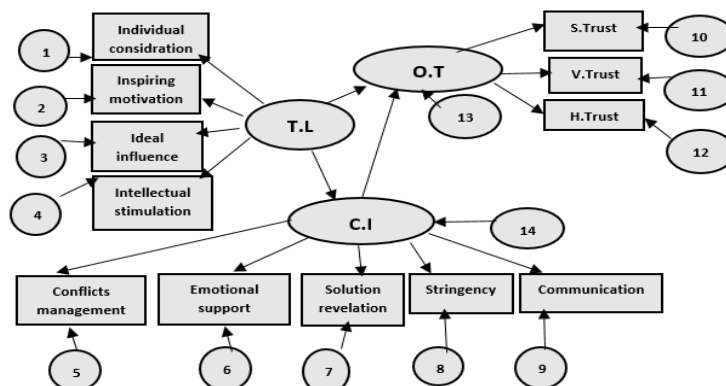 Individual
considration
1
Inspiring
motivation
2
Ideal
influence
3
Intellectual
stimulation
4
T.L
O.T
S.Trust
10
V.Trust
11
H.Trust
12
13
C.I
14
Conflicts
management
Emotional
support
Solution
revelation
Stringency
Communication
5
6
7
8
9